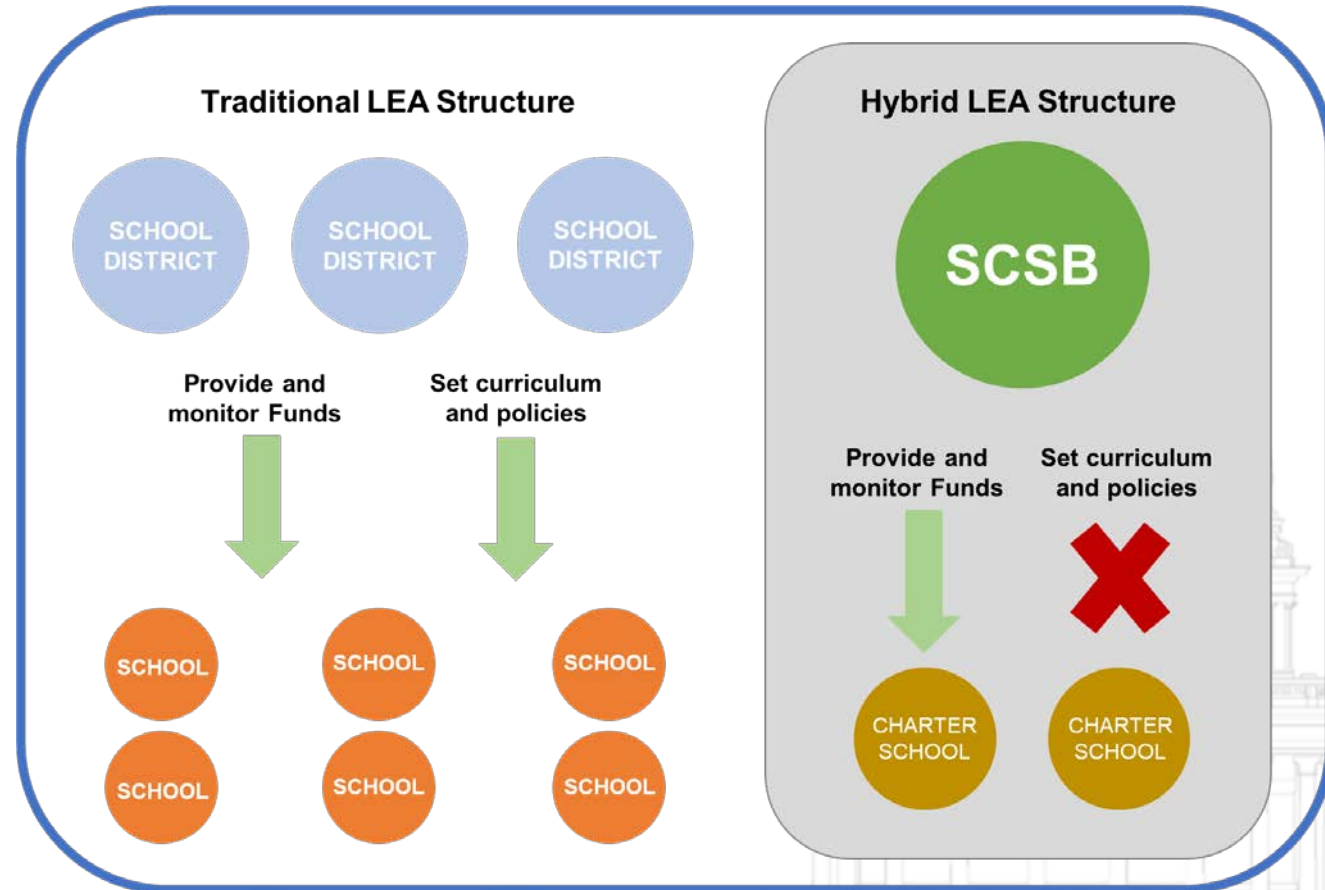 Traditional LEA Structure
SCHOOL
DISTRICT
SCHOOL
DISTRICT
SCHOOL
DISTRICT
Provide and
monitor Funds
Set curriculum
and policies
SCHOOL
SCHOOL
SCHOOL
SCHOOL
SCHOOL
SCHOOL
Hybrid LEA Structure
SCSB
Provide and
monitor Funds
Set curriculum
and policies
CHARTER
SCHOOL
CHARTER
SCHOOL